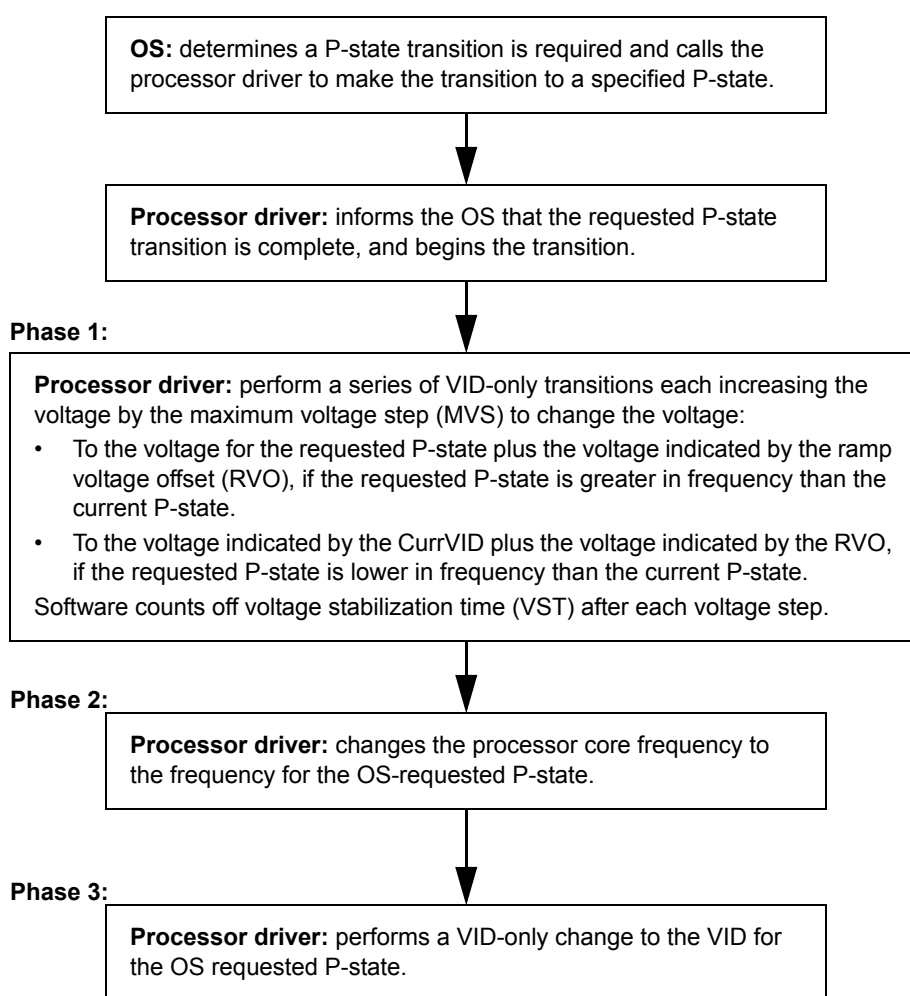 OS: determines a P-state transition is required and calls the
processor driver to make the transition to a specified P-state.
Processor driver: informs the OS that the requested P-state
transition is complete, and begins the transition.
Phase 1:
Processor driver: perform a series of VID-only transitions each increasing the
voltage by the maximum voltage step (MVS) to change the voltage:
• To the voltage for the requested P-state plus the voltage indicated by the ramp
voltage offset (RVO), if the requested P-state is greater in frequency than the
current P-state.
• To the voltage indicated by the CurrVID plus the voltage indicated by the RVO,
if the requested P-state is lower in frequency than the current P-state.
Software counts off voltage stabilization time (VST) after each voltage step.
Phase 2:
Processor driver: changes the processor core frequency to
the frequency for the OS-requested P-state.
Phase 3:
Processor driver: performs a VID-only change to the VID for
the OS requested P-state.